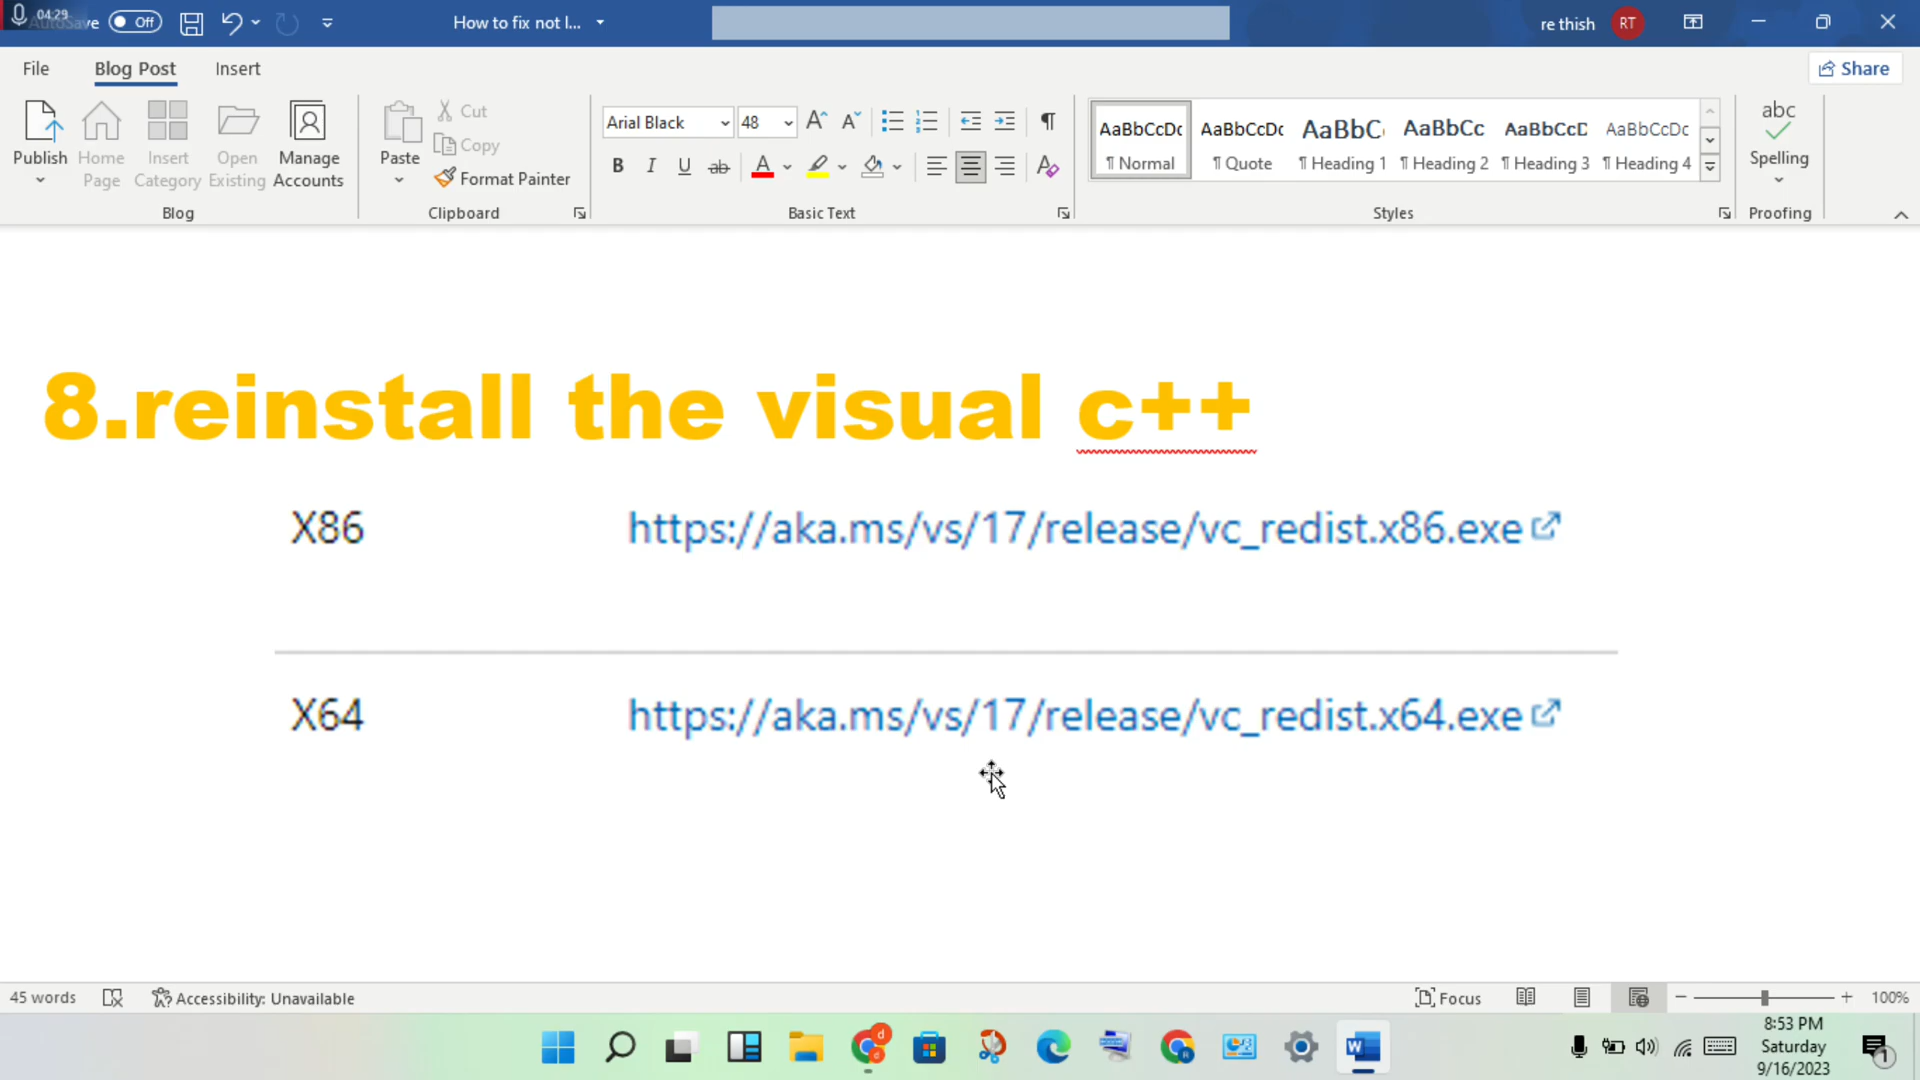 04:29
Off
How to fix not l...
re thish
RT
File
Blog Post
Insert
Share
Publish
Home Page
Insert Category
Open Existing
Manage Accounts
Blog
Paste
Cut
Copy
Format Painter
Clipboard
Arial Black
48
Basic Text
AaBbCcDc
¶ Normal
AaBbCcDc
¶ Quote
AaBbC
¶ Heading 1
AaBbCc
¶ Heading 2
AaBbCcD
¶ Heading 3
AaBbCcDc
¶ Heading 4
Styles
abc
Spelling
Proofing
8.reinstall the visual c++
X86 https://aka.ms/vs/17/release/vc_redist.x86.exe
X64 https://aka.ms/vs/17/release/vc_redist.x64.exe
45 words
Accessibility: Unavailable
Focus
100%
8:53 PM
Saturday
9/16/2023
1